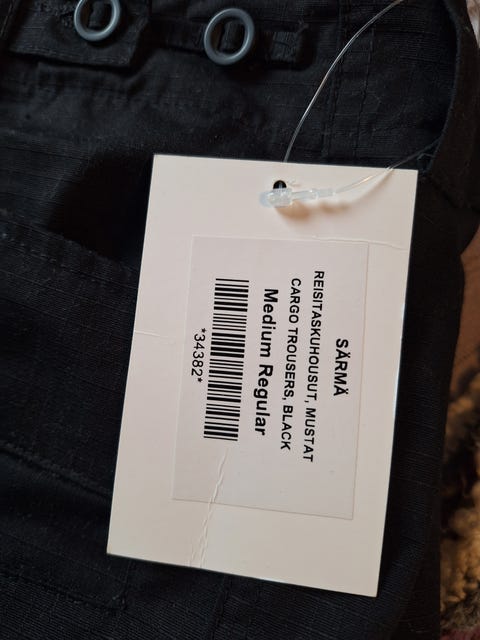 SÄRMÄ
REISITASKUHOUSUT, MUSTAT
CARGO TROUSERS, BLACK
Medium Regular
*34382*